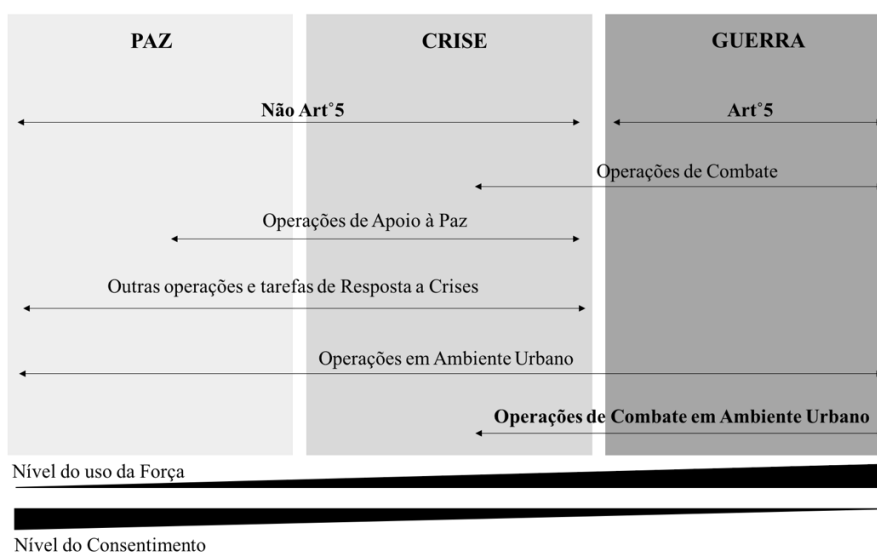 PAZ
CRISE
GUERRA
Não Art˚5
Art˚5
Operações de Combate
Operações de Apoio à Paz
Outras operações e tarefas de Resposta a Crises
Operações em Ambiente Urbano
Operações de Combate em Ambiente Urbano
Nível do uso da Força
Nível do Consentimento